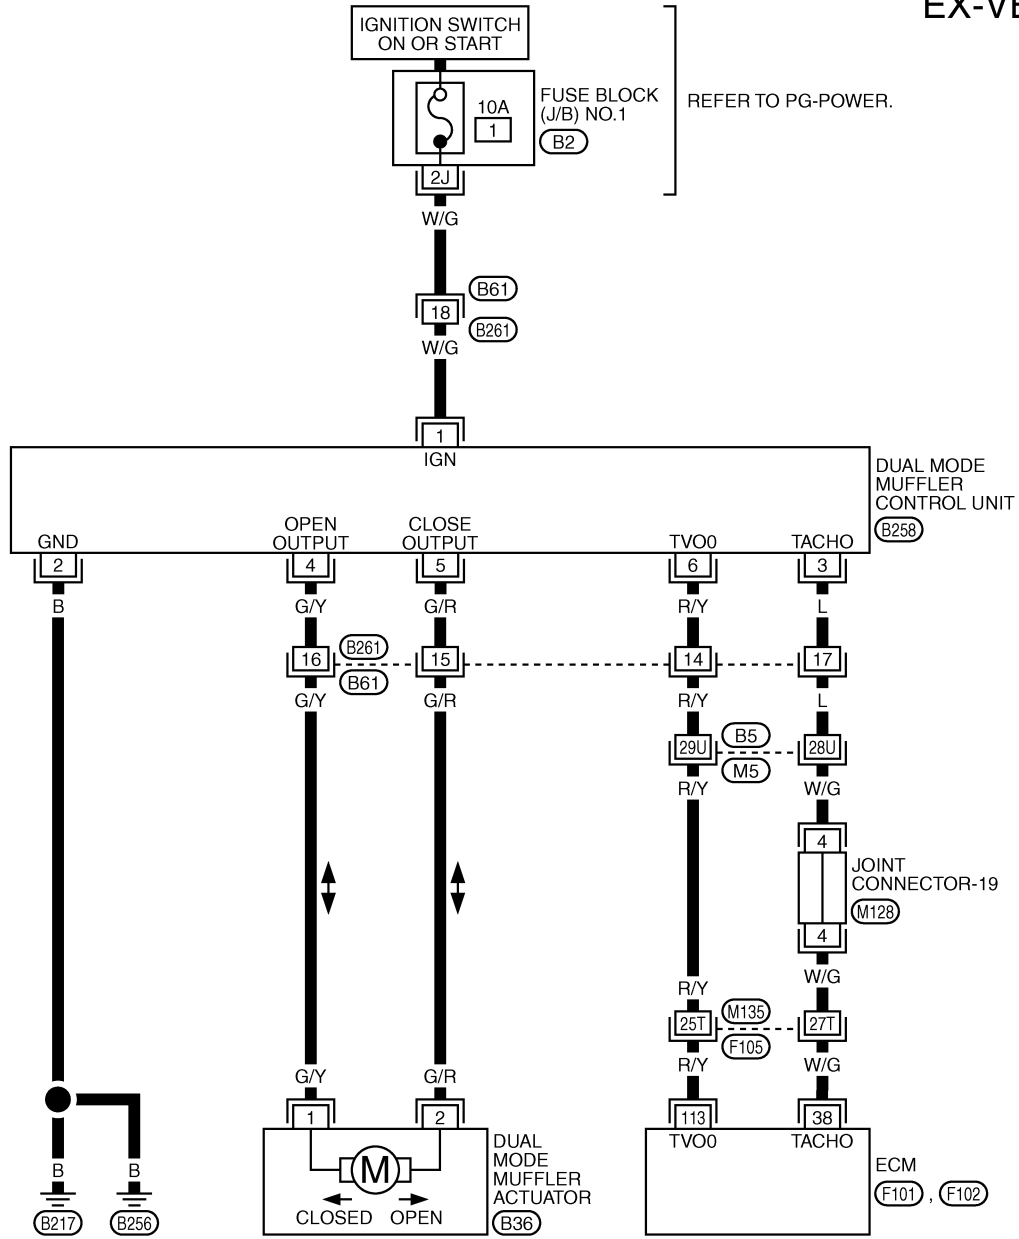 EX-VE
IGNITION SWITCH
ON OR START
10A
1
FUSE BLOCK
(J/B) NO.1
B2
REFER TO PG-POWER.
2J
W/G
B61
18
B261
W/G
1
IGN
DUAL MODE
MUFFLER
CONTROL UNIT
B258
GND
OPEN
OUTPUT
CLOSE
OUTPUT
TVO0
TACHO
2
4
5
6
3
B
G/Y
G/R
R/Y
L
16
B261
B61
15
14
17
G/Y
G/R
R/Y
L
29U
B5
M5
28U
R/Y
W/G
4
JOINT
CONNECTOR-19
M128
4
R/Y
W/G
25T
M135
F105
27T
G/Y
G/R
R/Y
W/G
1
2
113
38
TVO0
TACHO
M
CLOSED
OPEN
DUAL
MODE
MUFFLER
ACTUATOR
B36
ECM
F101 , F102
B
B
B217
B256